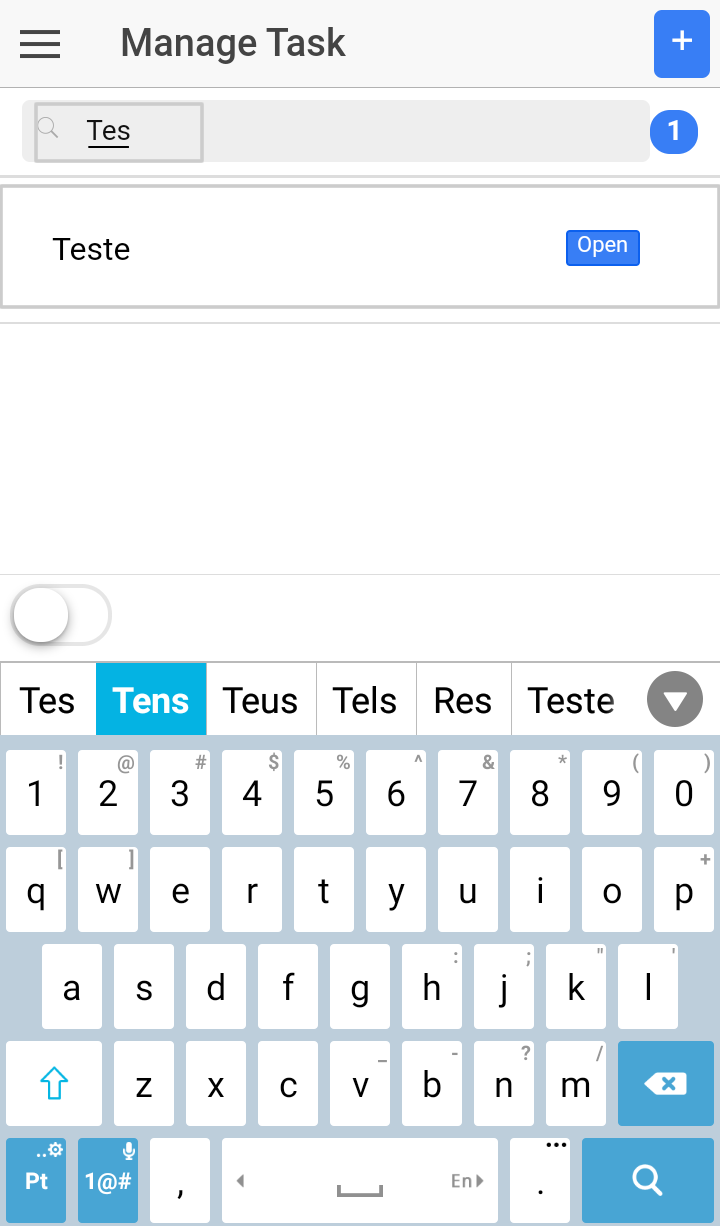 Manage Task +
Tes 1
Teste Open
Tes Tens Teus Tels Res Teste
! @ # $ % ^ & * ( )
1 2 3 4 5 6 7 8 9 0
[ ] +
q w e r t y u i o p
: ; " '
a s d f g h j k l
_ - ? /
z x c v b n m
.. •••
Pt 1@# , En .